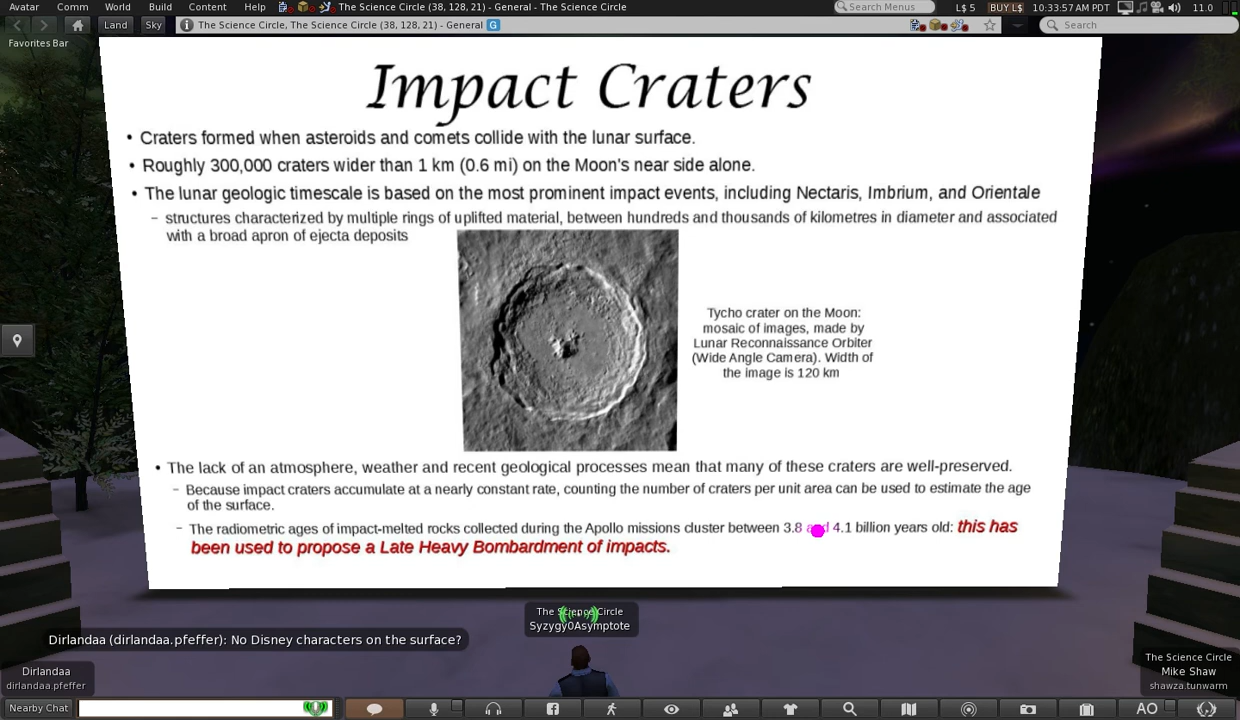 Avatar Comm World Build Content Help The Science Circle, The Science Circle (38, 128, 21) - General - The Science Circle Search Menus L$ 5 BUY L$ 10:33:57 AM PDT 11.0
Land Sky The Science Circle, The Science Circle (38, 128, 21) - General G Search
Favorites Bar
Impact Craters
• Craters formed when asteroids and comets collide with the lunar surface.
• Roughly 300,000 craters wider than 1 km (0.6 mi) on the Moon's near side alone.
• The lunar geologic timescale is based on the most prominent impact events, including Nectaris, Imbrium, and Orientale
– structures characterized by multiple rings of uplifted material, between hundreds and thousands of kilometres in diameter and associated
with a broad apron of ejecta deposits
Tycho crater on the Moon:
mosaic of images, made by
Lunar Reconnaissance Orbiter
(Wide Angle Camera). Width of
the image is 120 km
• The lack of an atmosphere, weather and recent geological processes mean that many of these craters are well-preserved.
– Because impact craters accumulate at a nearly constant rate, counting the number of craters per unit area can be used to estimate the age
of the surface.
– The radiometric ages of impact-melted rocks collected during the Apollo missions cluster between 3.8 and 4.1 billion years old: this has
been used to propose a Late Heavy Bombardment of impacts.
The Science Circle
Syzygy0Asymptote
Dirlandaa (dirlandaa.pfeffer): No Disney characters on the surface?
Dirlandaa
dirlandaa.pfeffer
The Science Circle
Mike Shaw
shawza.tunwarm
Nearby Chat AO